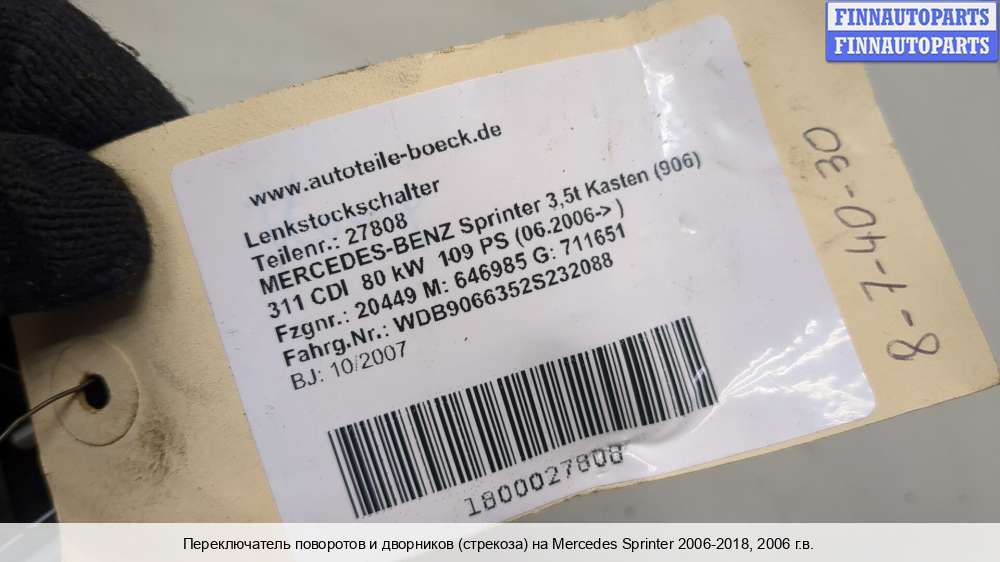 FINNAUTOPARTS
FINNAUTOPARTS
www.autoteile-boeck.de
Lenkstockschalter
Teilenr.: 27808
MERCEDES-BENZ Sprinter 3,5t Kasten (906)
311 CDI 80 kW 109 PS (06.2006->)
Fzgnr.: 20449 M: 646985 G: 711651
Fahrg.Nr.: WDB9066352S232088
BJ: 10/2007
1800027808
8-7-40-30
Переключатель поворотов и дворников (стрекоза) на Mercedes Sprinter 2006-2018, 2006 г.в.